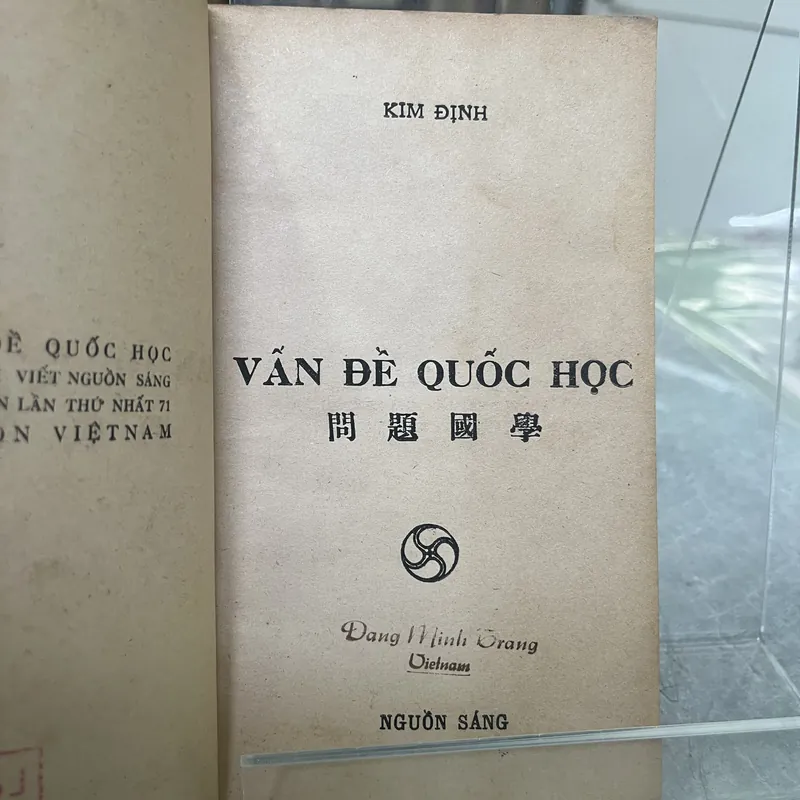 ĐỀ QUỐC HỌC
VIẾT NGUỒN SÁNG
LẦN THỨ NHẤT 71
VIỆTNAM
KIM ĐỊNH
VẤN ĐỀ QUỐC HỌC
問題國學
Dang Minh Trang
Vietnam
NGUỒN SÁNG